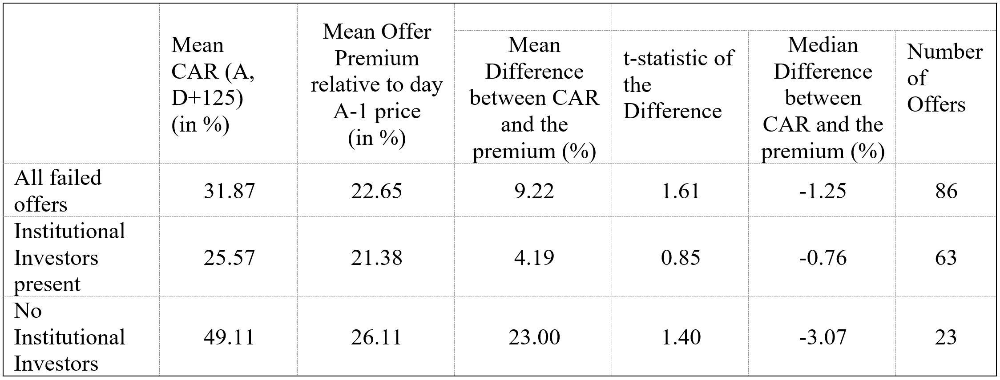 Mean
CAR (A,
D+125)
(in %)
Mean Offer
Premium
relative to day
A-1 price
(in %)
Mean
Difference
between CAR
and the
premium (%)
t-statistic of
the
Difference
Median
Difference
between
CAR and the
premium (%)
Number
of
Offers
All failed
offers
31.87
22.65
9.22
1.61
-1.25
86
Institutional
Investors
present
25.57
21.38
4.19
0.85
-0.76
63
No
Institutional
Investors
49.11
26.11
23.00
1.40
-3.07
23